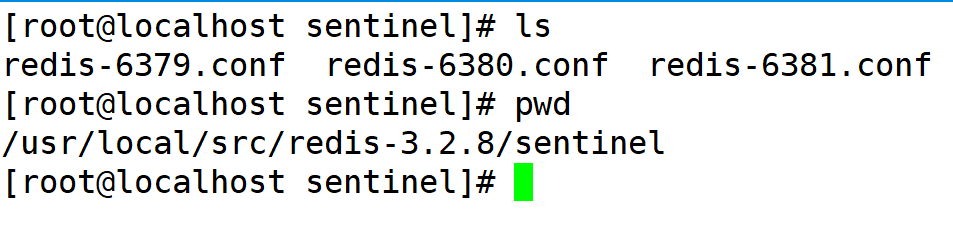 [root@localhost sentinel]# ls
redis-6379.conf  redis-6380.conf  redis-6381.conf
[root@localhost sentinel]# pwd
/usr/local/src/redis-3.2.8/sentinel
[root@localhost sentinel]#